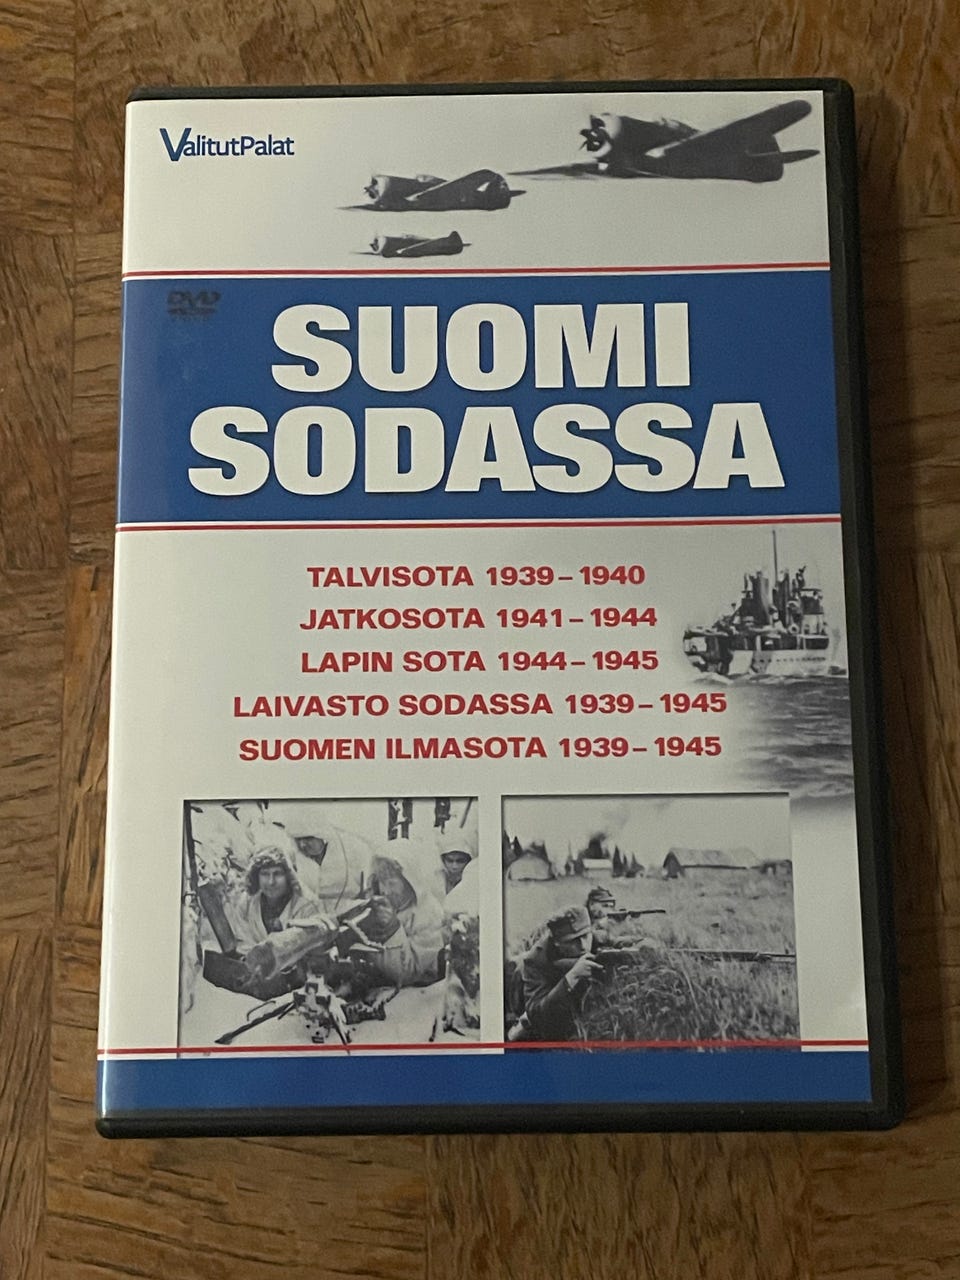 ValitutPalat
DVD
SUOMI
SODASSA
TALVISOTA 1939 – 1940
JATKOSOTA 1941 – 1944
LAPIN SOTA 1944 – 1945
LAIVASTO SODASSA 1939 – 1945
SUOMEN ILMASOTA 1939 – 1945